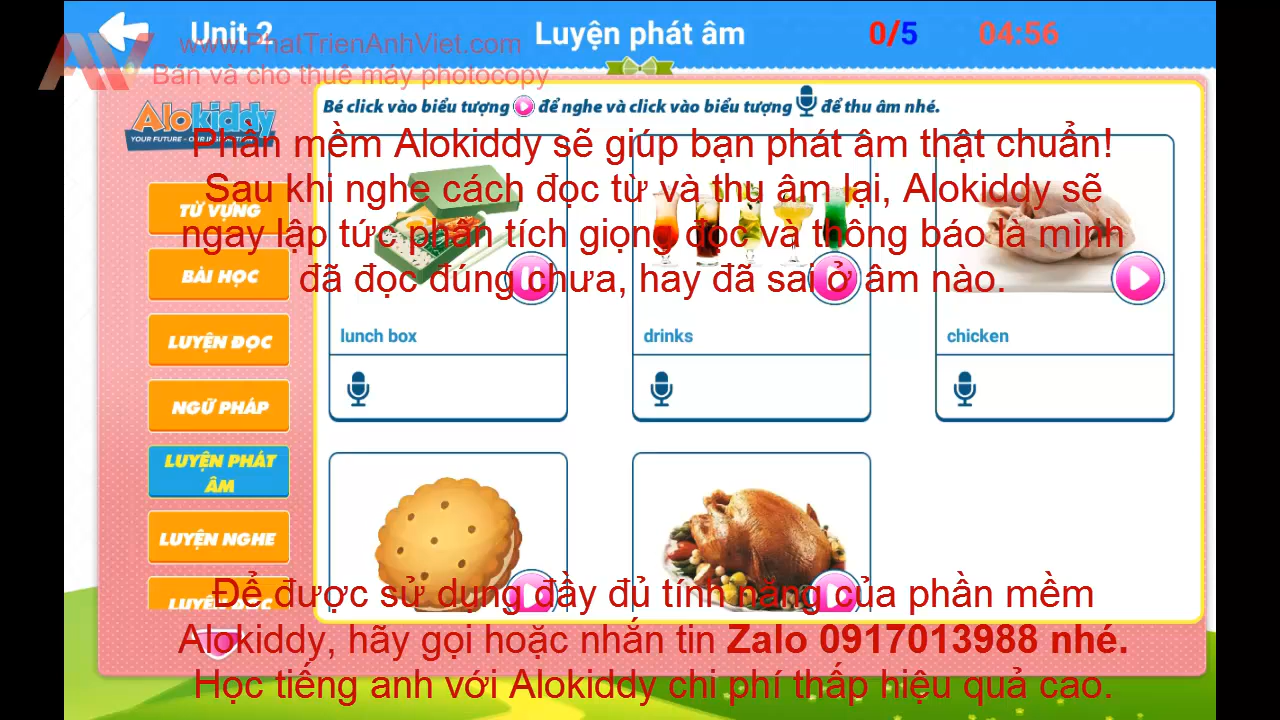 Unit 2
Luyện phát âm
0/5
04:56
www.PhatTrienAnhViet.com
Bán và cho thuê máy photocopy
Bé click vào biểu tượng để nghe và click vào biểu tượng để thu âm nhé.
Alokiddy
YOUR FUTURE - OUR INSPIRATION
Phần mềm Alokiddy sẽ giúp bạn phát âm thật chuẩn!
Sau khi nghe cách đọc từ và thu âm lại, Alokiddy sẽ
ngay lập tức phân tích giọng đọc và thông báo là mình
đã đọc đúng chưa, hay đã sai ở âm nào.
TỪ VỰNG
BÀI HỌC
LUYỆN ĐỌC
NGỮ PHÁP
LUYỆN PHÁT
ÂM
LUYỆN NGHE
lunch box
drinks
chicken
Để được sử dụng đầy đủ tính năng của phần mềm
Alokiddy, hãy gọi hoặc nhắn tin Zalo 0917013988 nhé.
Học tiếng anh với Alokiddy chi phí thấp hiệu quả cao.